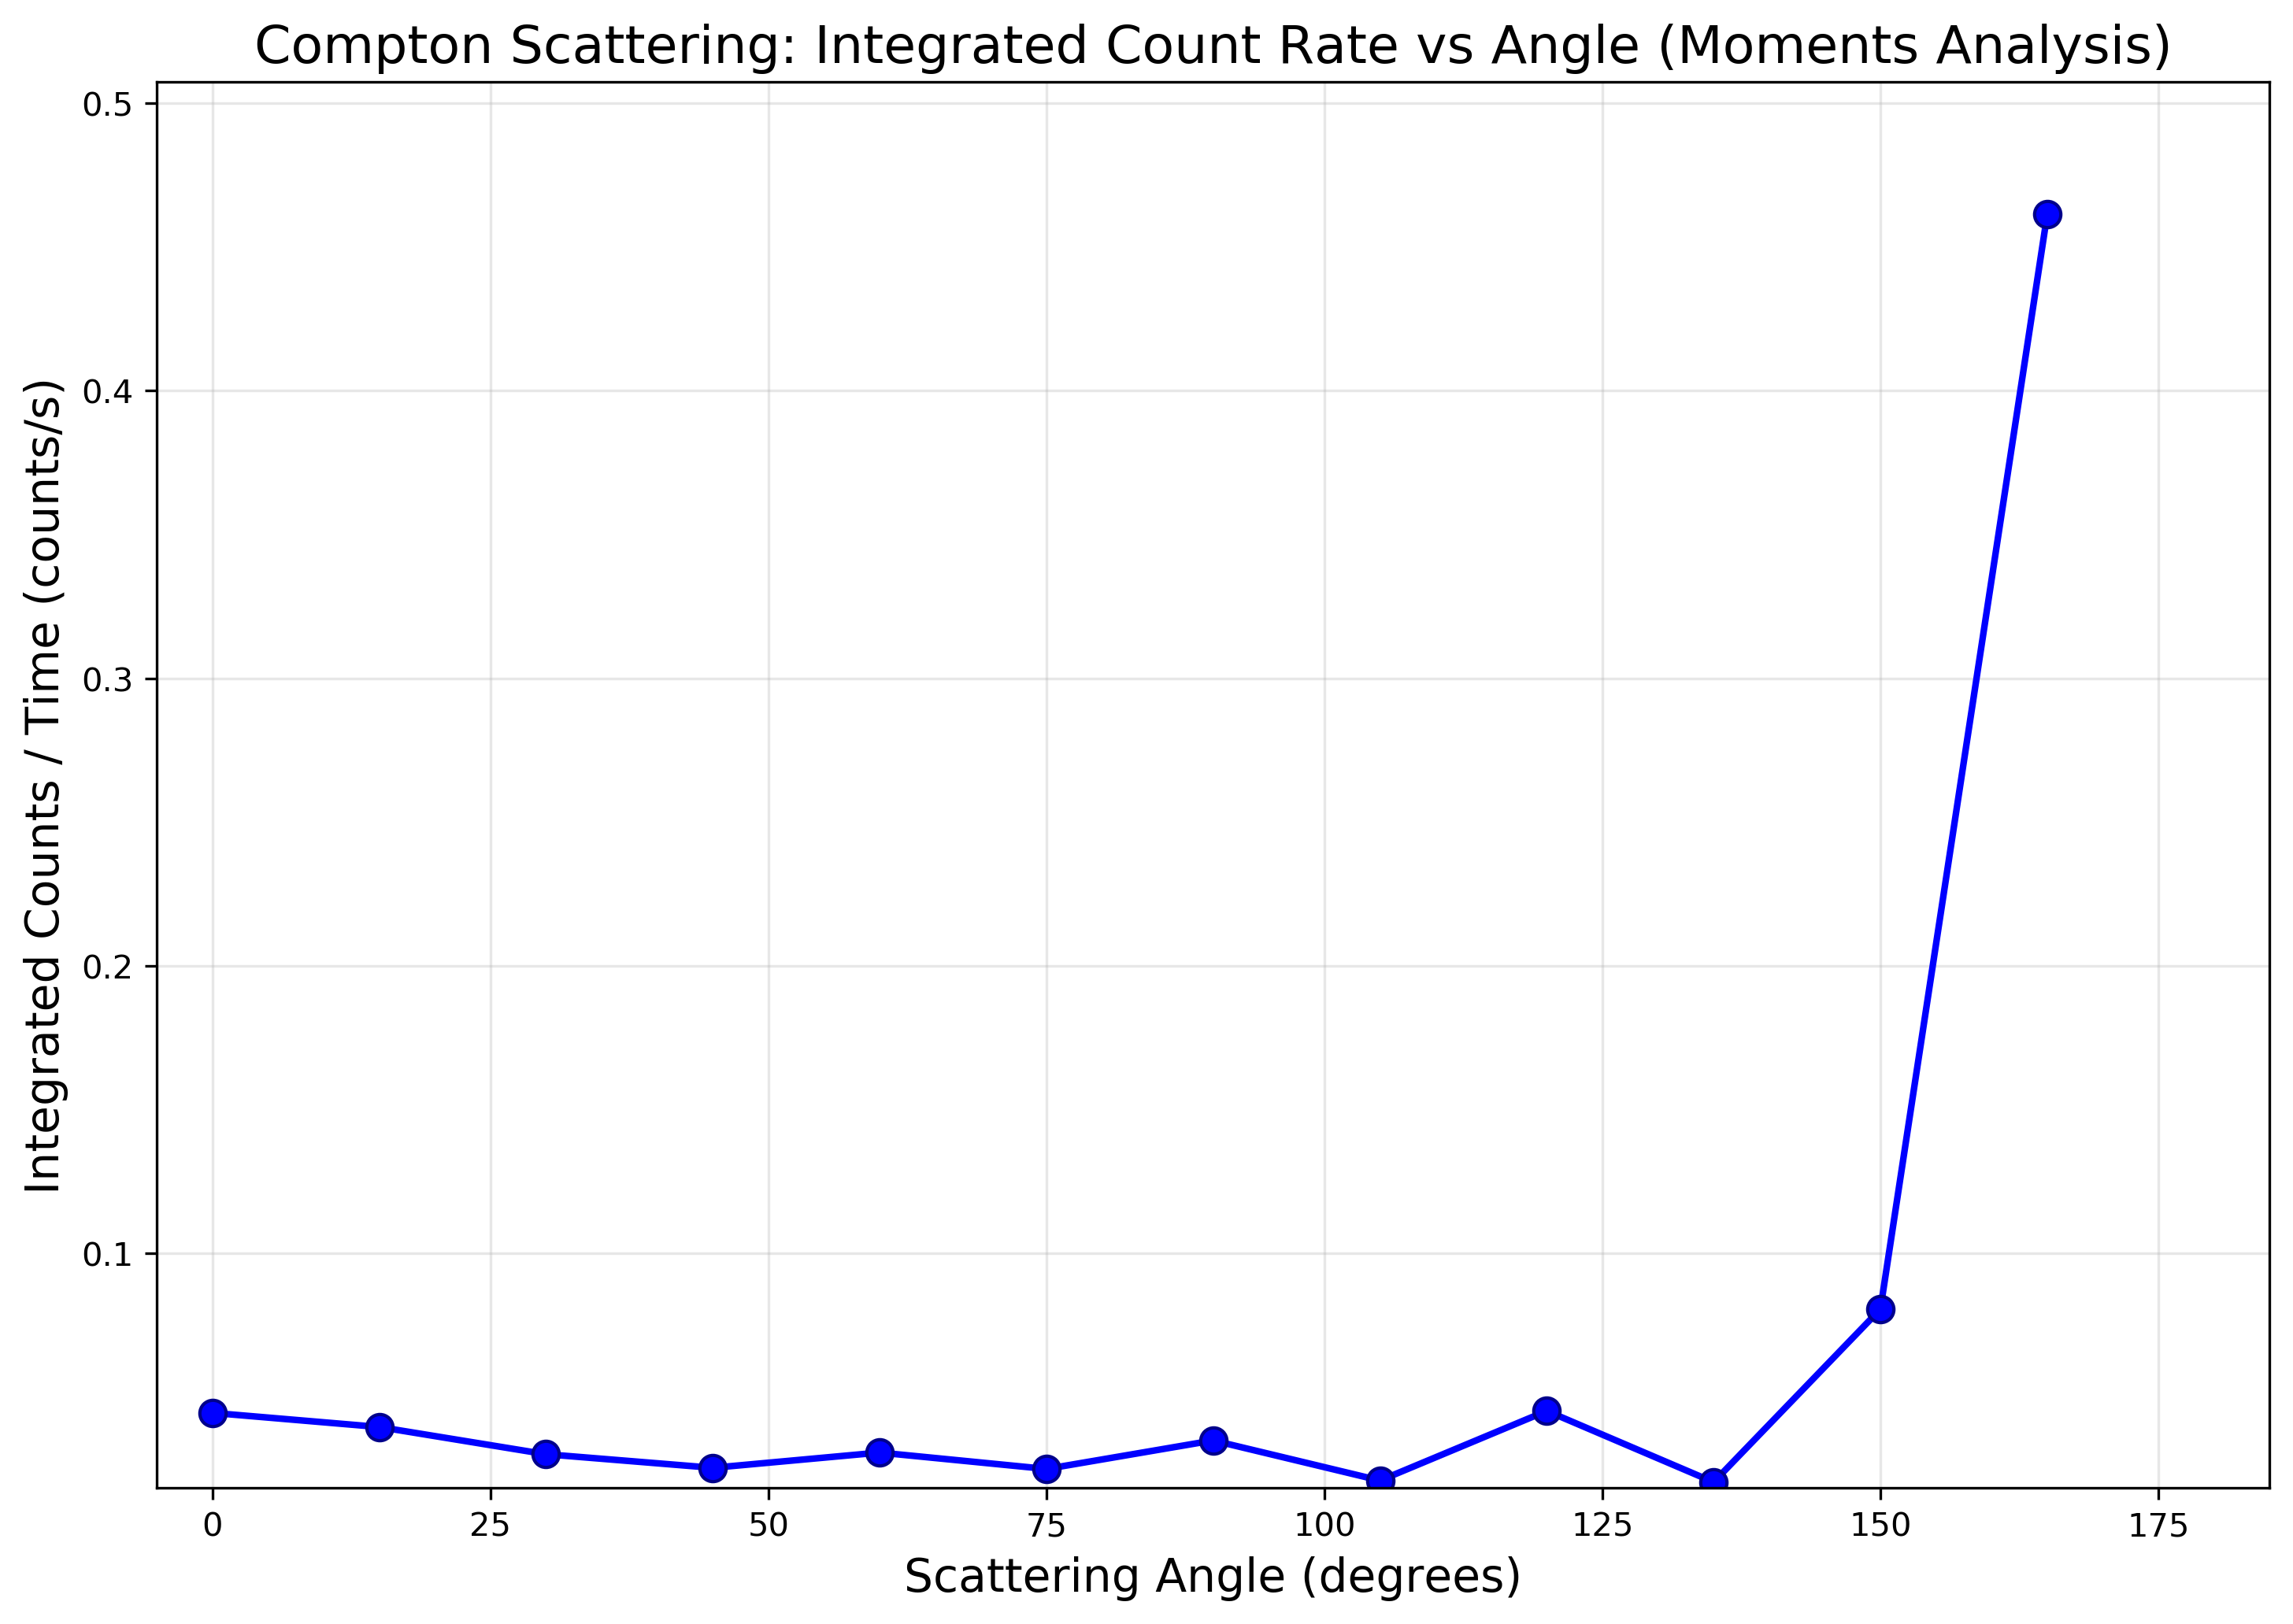 Compton Scattering: Integrated Count Rate vs Angle (Moments Analysis)
Integrated Counts / Time (counts/s)
0.5
0.4
0.3
0.2
0.1
0 25 50 75 100 125 150 175
Scattering Angle (degrees)